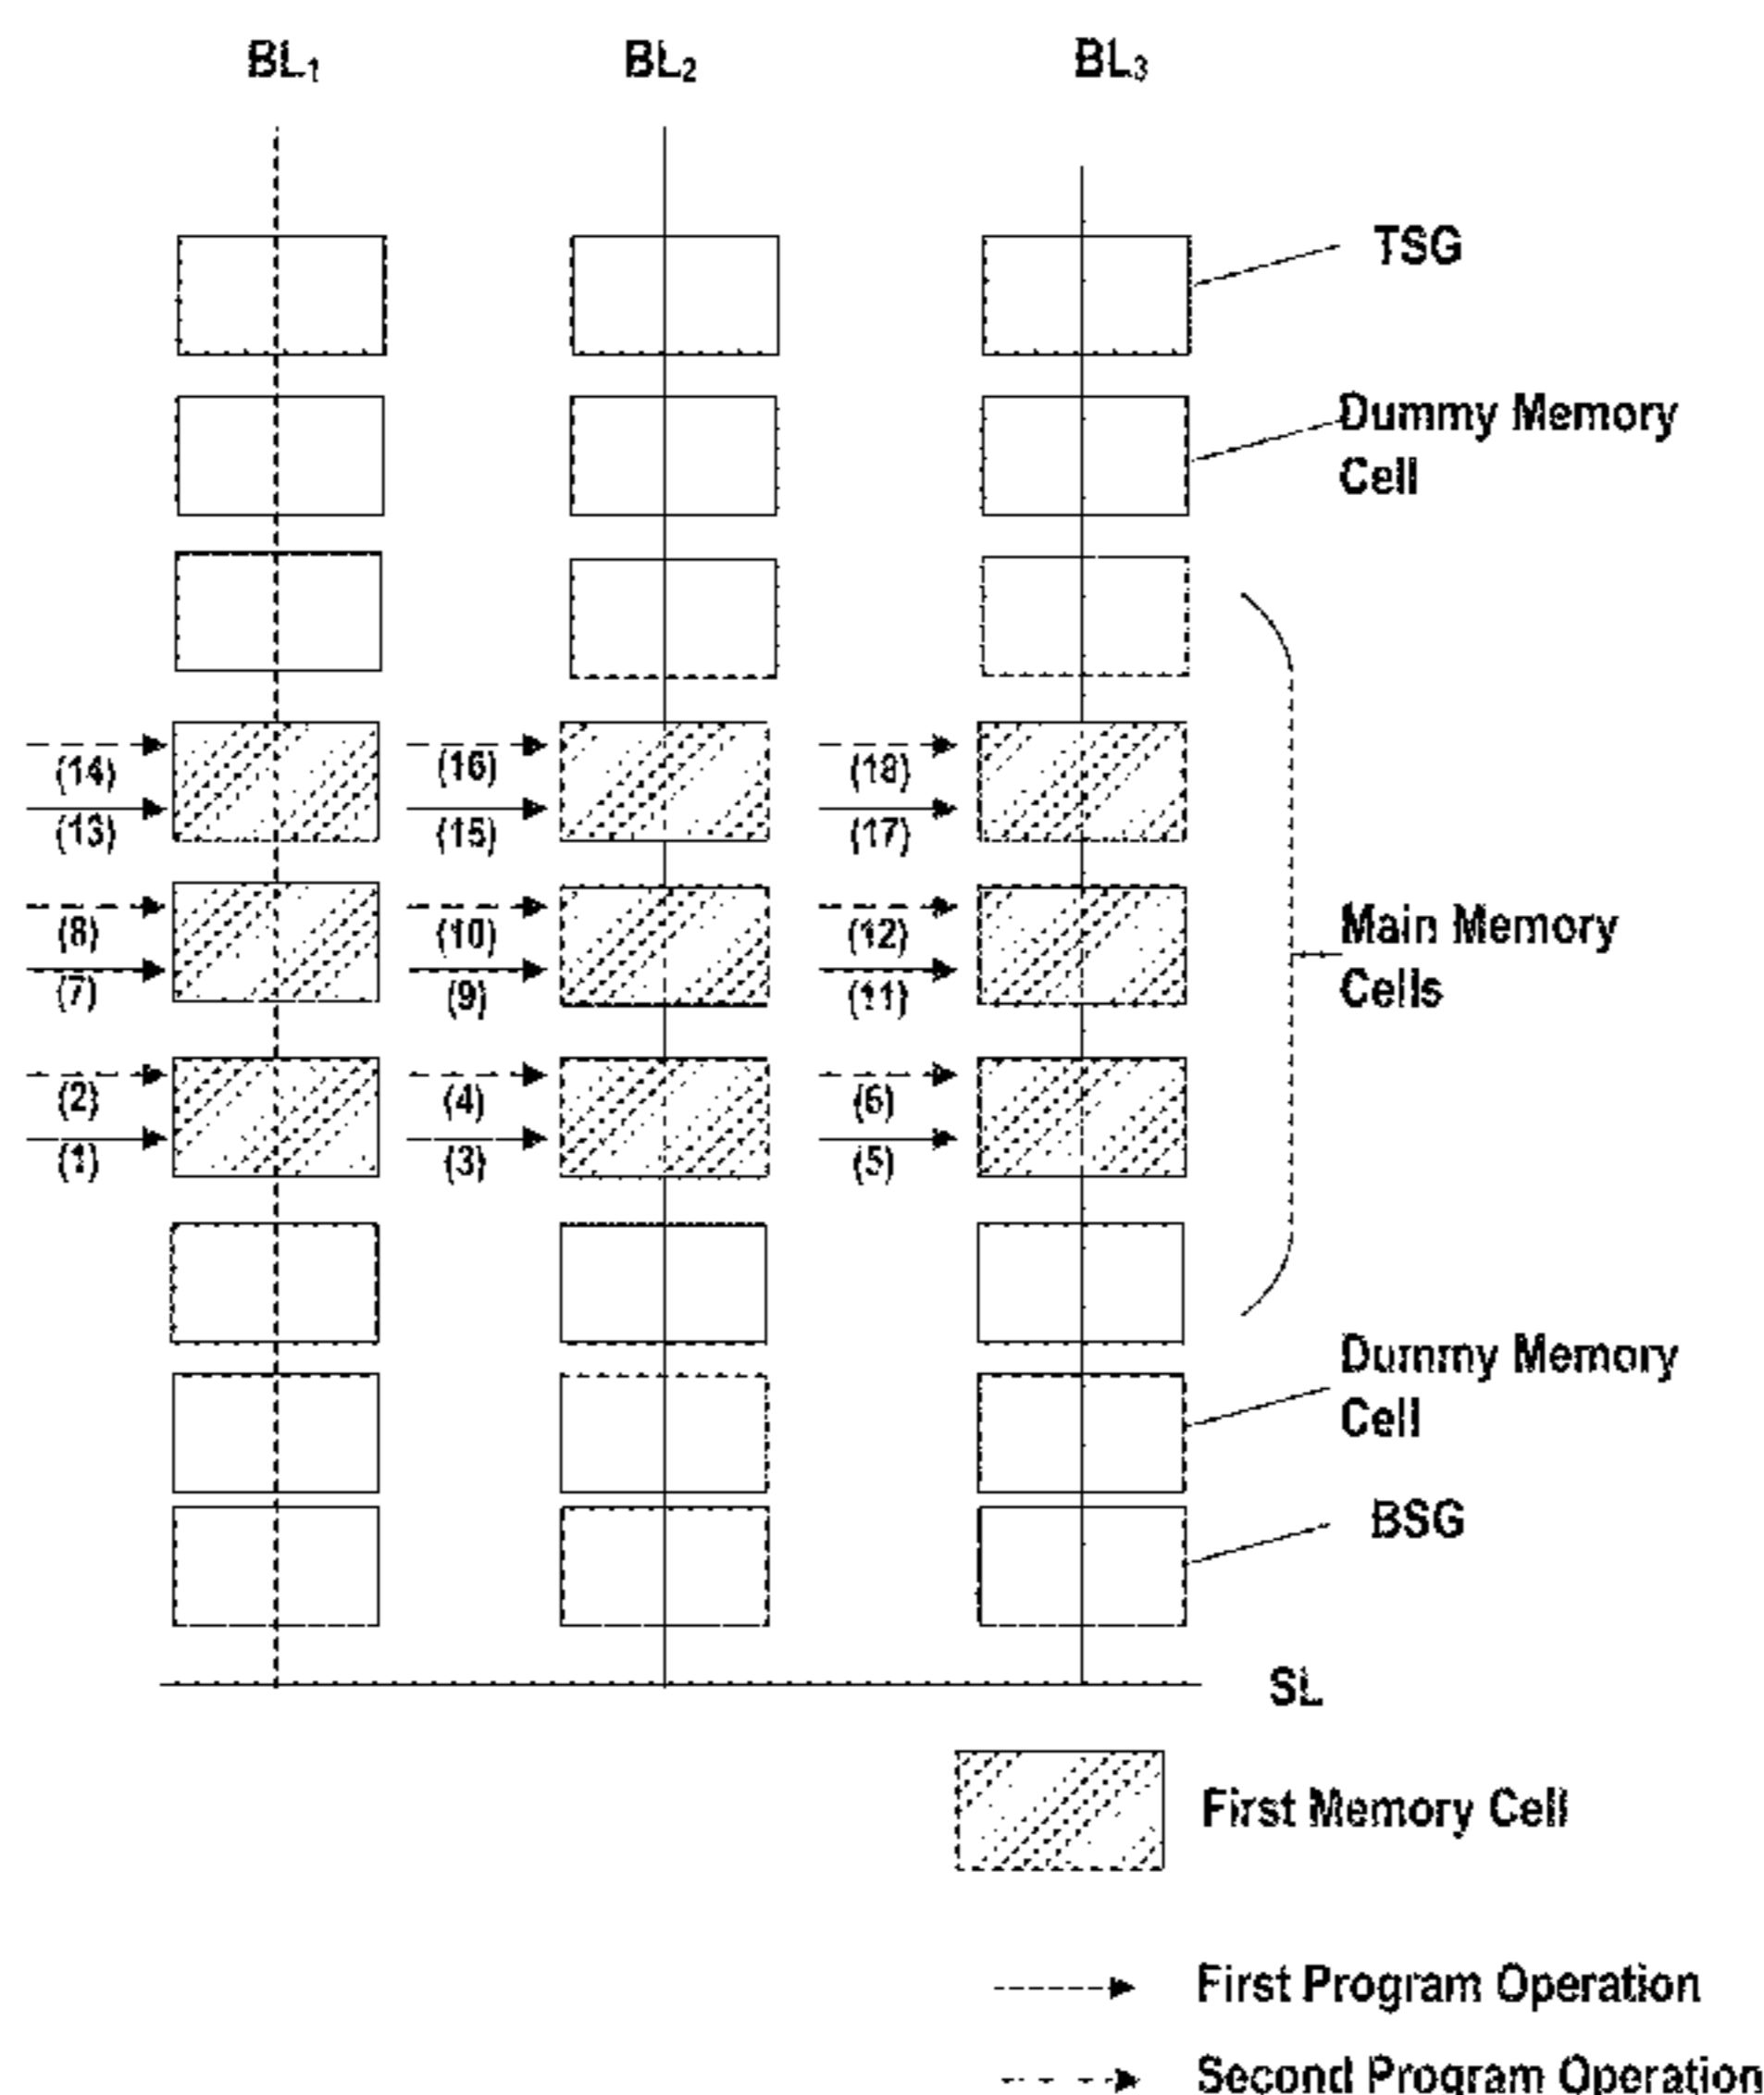 BL₁ BL₂ BL₃
TSG
Dummy Memory
Cell
(14) (16) (18)
(13) (15) (17)
(8) (10) (12)
Main Memory
(7) (9) (11)
Cells
(2) (4) (6)
(1) (3) (5)
Dummy Memory
Cell
BSG
SL
First Memory Cell
First Program Operation
Second Program Operation